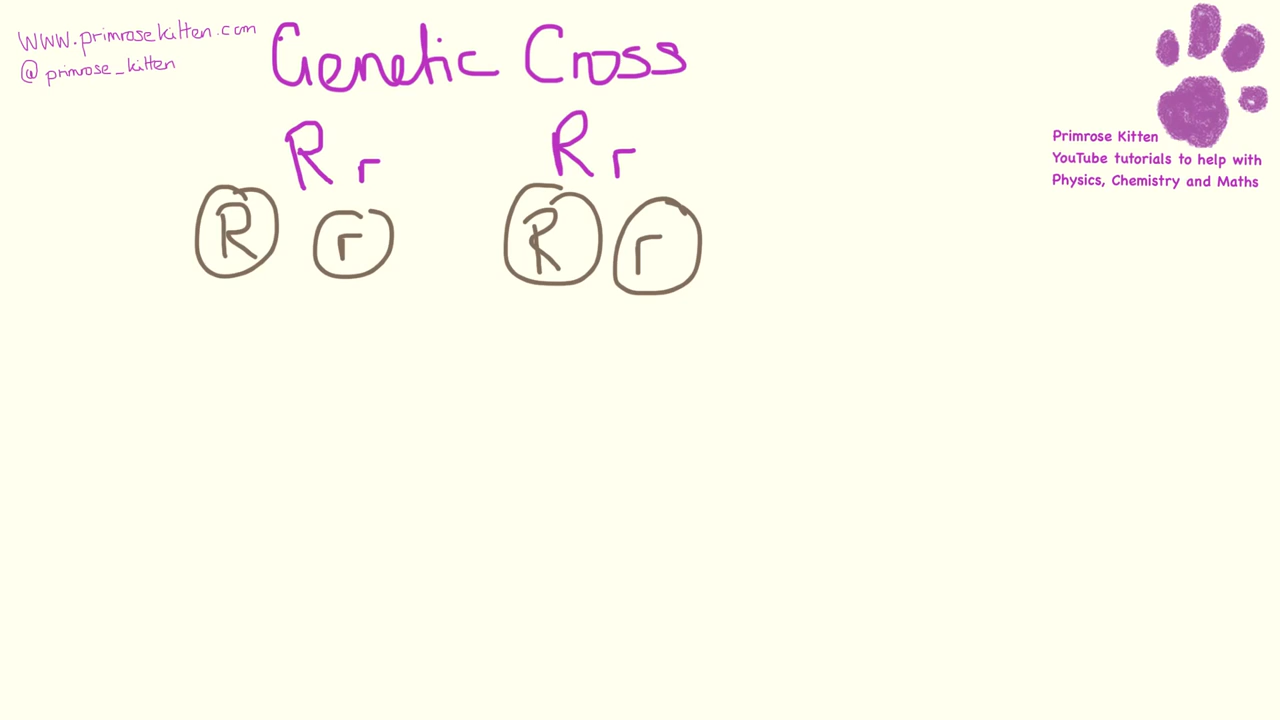 www.primrosekitten.com
@primrose_kitten
Genetic Cross
Rr Rr
R r R r
Primrose Kitten
YouTube tutorials to help with
Physics, Chemistry and Maths